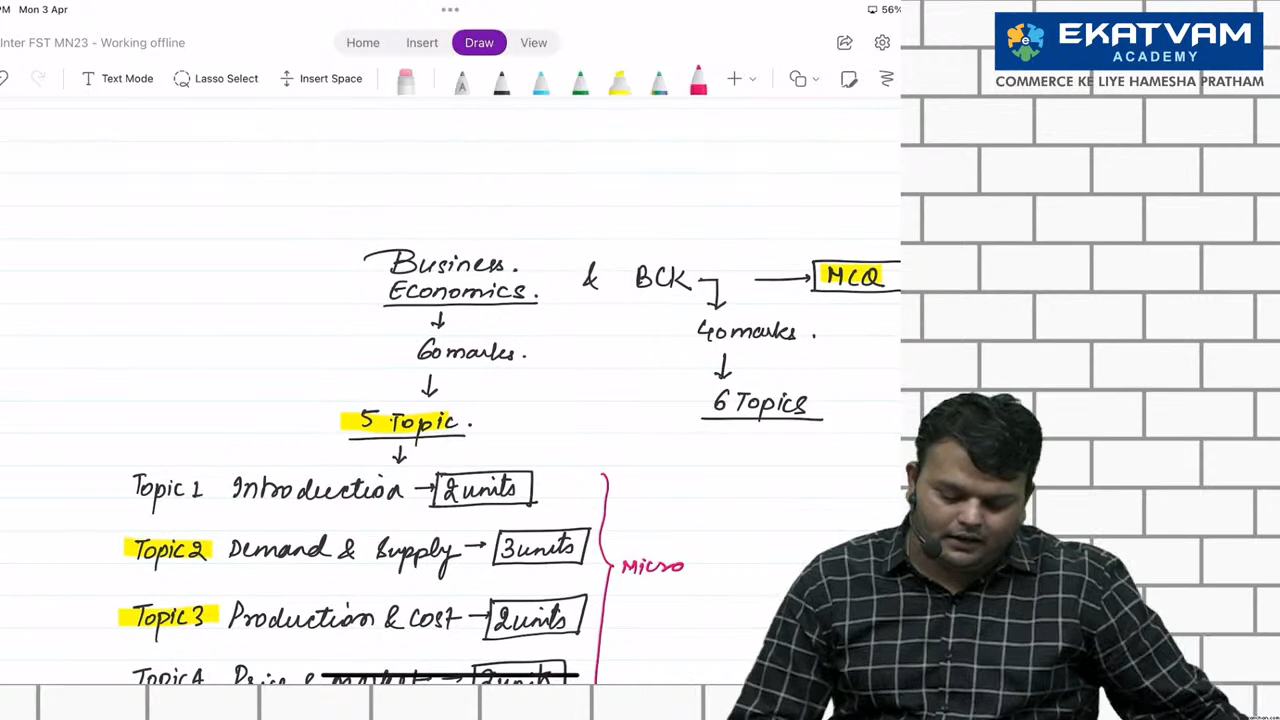 PM Mon 3 Apr
56%
Inter FST MN23 - Working offline
Home Insert Draw View
Text Mode Lasso Select Insert Space
EKATVAM
ACADEMY
COMMERCE KE LIYE HAMESHA PRATHAM
Business. & BCK MCQ
Economics.
60 marks. 40 marks.
5 Topic. 6 Topics
Topic 1 Introduction → 2 units
Topic 2 Demand & Supply → 3 units
Micro
Topic 3 Production & Cost → 2 units
Topic 4 Price &